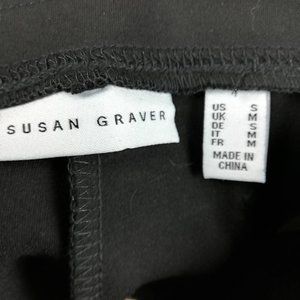 SUSAN GRAVER
US S
UK M
DE S
IT M
FR M
MADE IN
CHINA